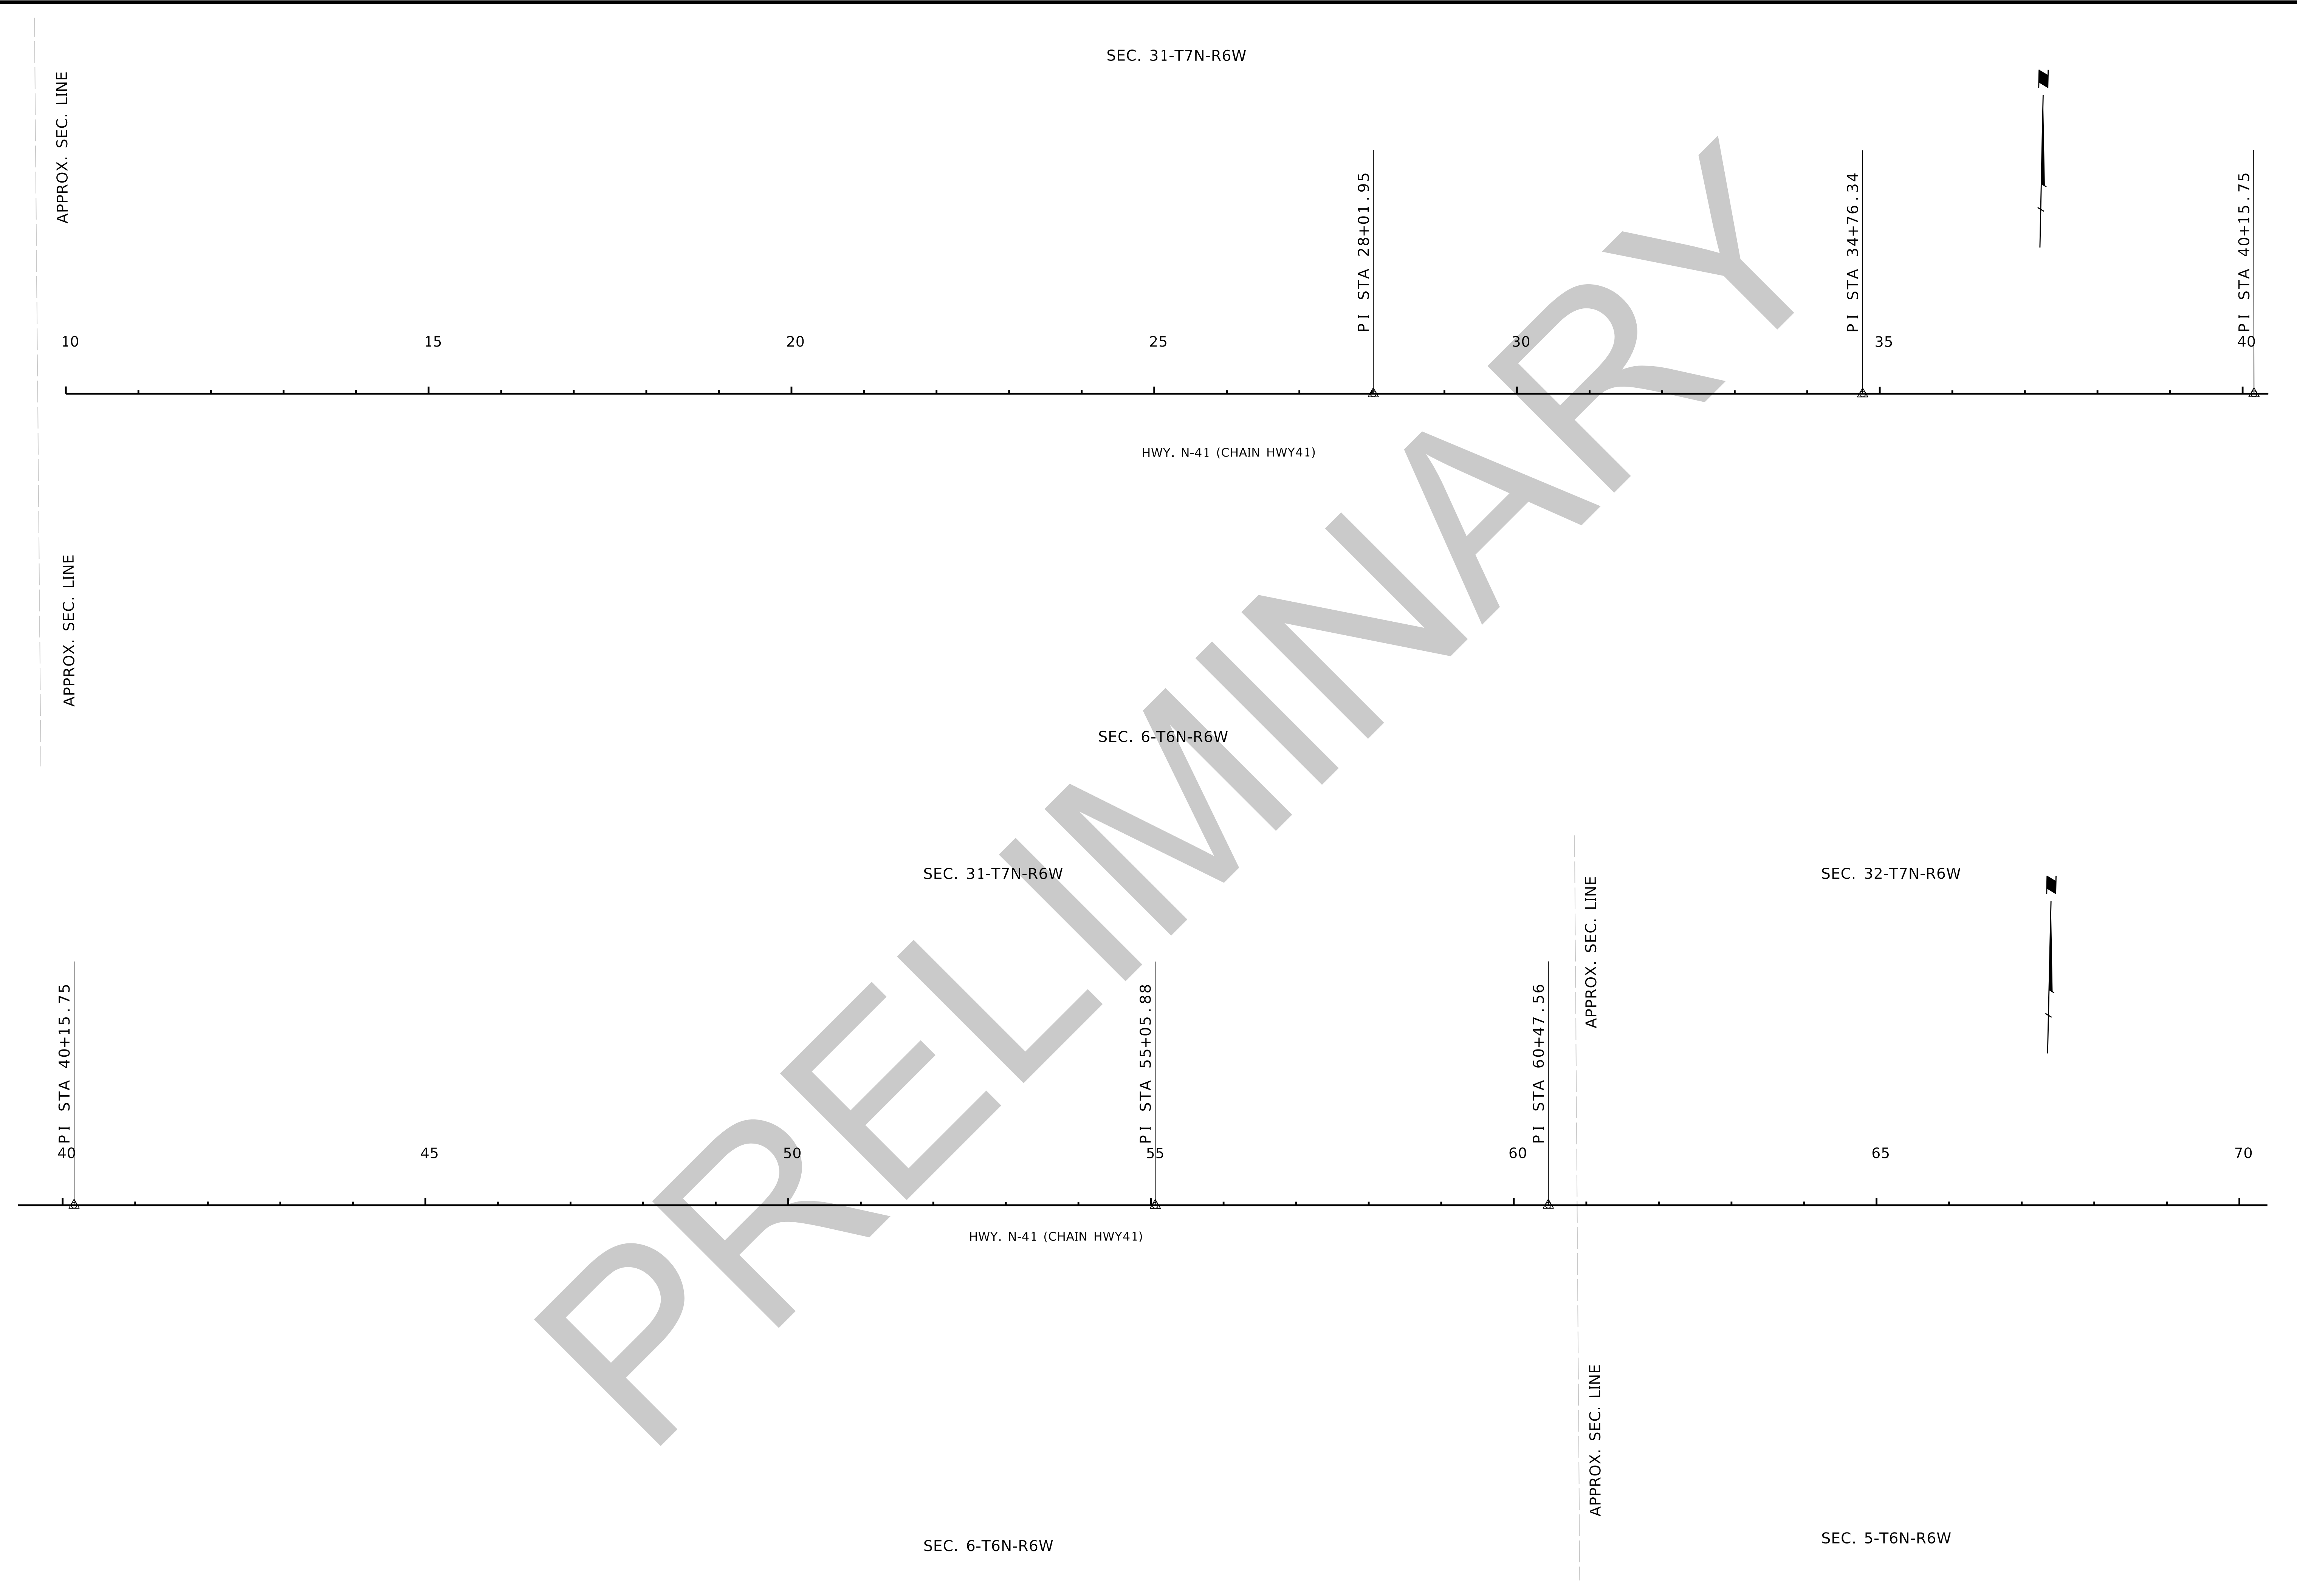 SEC. 31-T7N-R6W
APPROX. SEC. LINE
PI STA 28+01.95
PI STA 34+76.34
PI STA 40+15.75
10 15 20 25 30 35 40
HWY. N-41 (CHAIN HWY41)
APPROX. SEC. LINE
SEC. 6-T6N-R6W
PRELIMINARY
SEC. 31-T7N-R6W
SEC. 32-T7N-R6W
APPROX. SEC. LINE
PI STA 40+15.75
PI STA 55+05.88
PI STA 60+47.56
40 45 50 55 60 65 70
HWY. N-41 (CHAIN HWY41)
APPROX. SEC. LINE
SEC. 6-T6N-R6W
SEC. 5-T6N-R6W